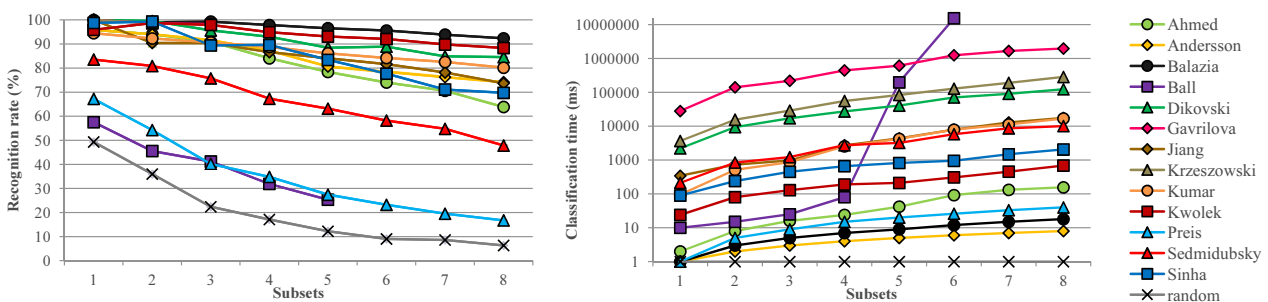 Recognition rate (%)
100
90
80
70
60
50
40
30
20
10
0
1 2 3 4 5 6 7 8
Subsets
Classification time (ms)
10000000
1000000
100000
10000
1000
100
10
1
1 2 3 4 5 6 7 8
Subsets
Ahmed
Andersson
Balazia
Ball
Dikovski
Gavrilova
Jiang
Krzeszowski
Kumar
Kwolek
Preis
Sedmidubsky
Sinha
random